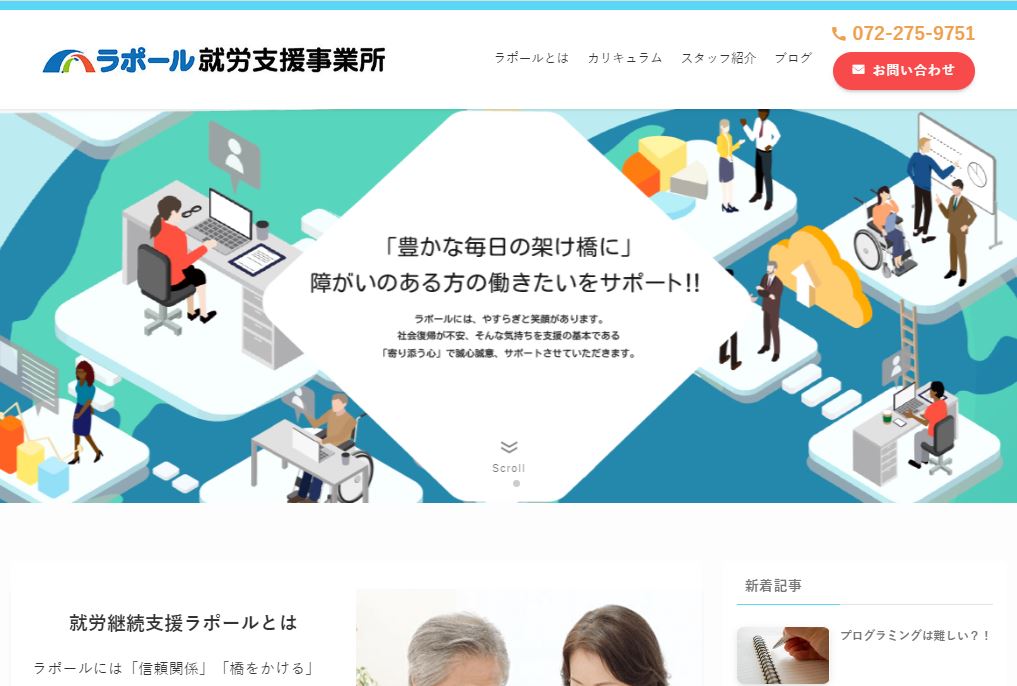 ラポール就労支援事業所
ラポールとは
カリキュラム
スタッフ紹介
ブログ
072-275-9751
お問い合わせ
「豊かな毎日の架け橋に」
障がいのある方の働きたいをサポート!!
ラポールには、やすらぎと笑顔があります。
社会復帰が不安、そんな気持ちを支援の基本である
「寄り添う心」で誠心誠意、サポートさせていただきます。
Scroll
就労継続支援ラポールとは
ラポールには「信頼関係」「橋をかける」
新着記事
プログラミングは難しい？！